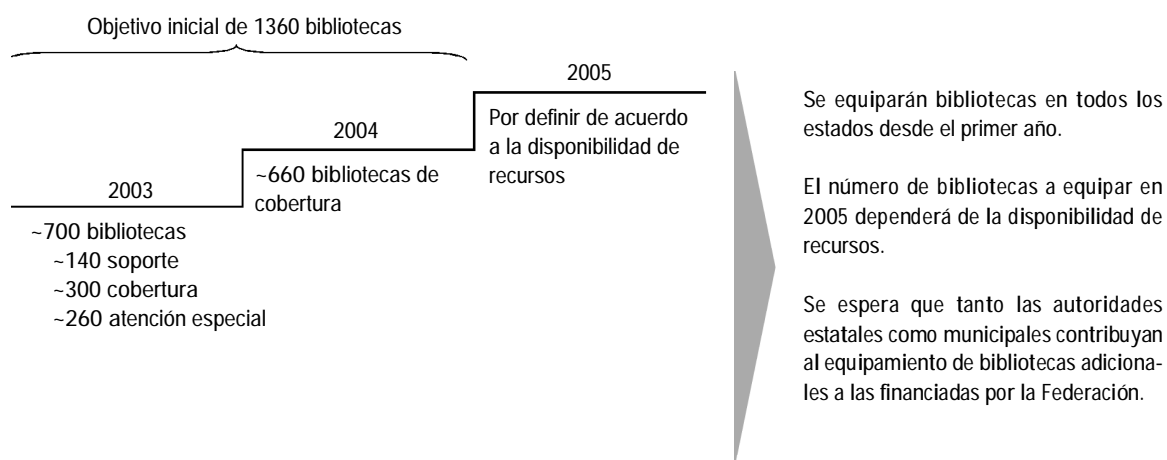 Objetivo inicial de 1360 bibliotecas
2003
~700 bibliotecas
~140 soporte
~300 cobertura
~260 atención especial
2004
~660 bibliotecas de
cobertura
2005
Por definir de acuerdo
a la disponibilidad de
recursos
Se equiparán bibliotecas en todos los
estados desde el primer año.
El número de bibliotecas a equipar en
2005 dependerá de la disponibilidad de
recursos.
Se espera que tanto las autoridades
estatales como municipales contribuyan
al equipamiento de bibliotecas adiciona-
les a las financiadas por la Federación.